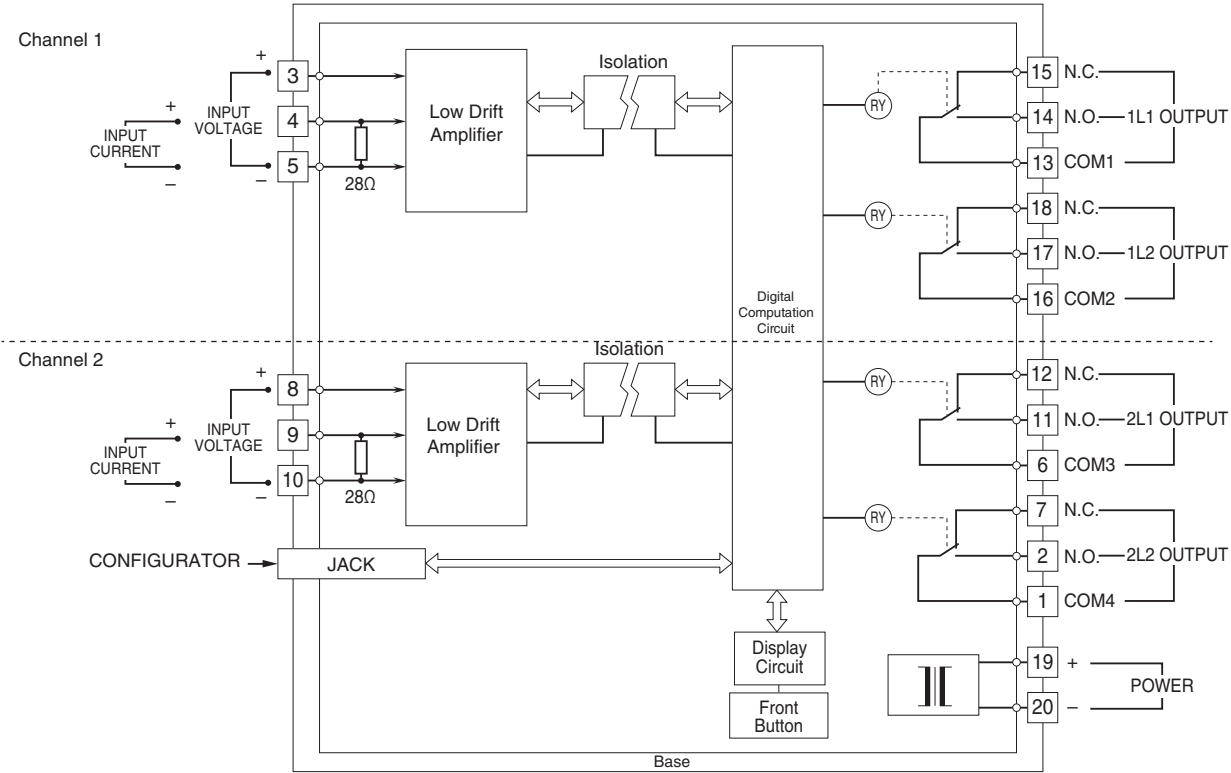 Channel 1
Isolation
+
3
INPUT
VOLTAGE
+
INPUT
CURRENT
–
4
–
5
28Ω
Low Drift
Amplifier
RY
15
N.C.
14
N.O.
1L1 OUTPUT
13
COM1
RY
18
N.C.
17
N.O.
1L2 OUTPUT
16
COM2
Digital
Computation
Circuit
Channel 2
Isolation
+
8
INPUT
VOLTAGE
+
INPUT
CURRENT
–
9
–
10
28Ω
Low Drift
Amplifier
RY
12
N.C.
11
N.O.
2L1 OUTPUT
6
COM3
RY
7
N.C.
2
N.O.
2L2 OUTPUT
1
COM4
CONFIGURATOR
JACK
Display
Circuit
Front
Button
19
+
POWER
20
–
Base